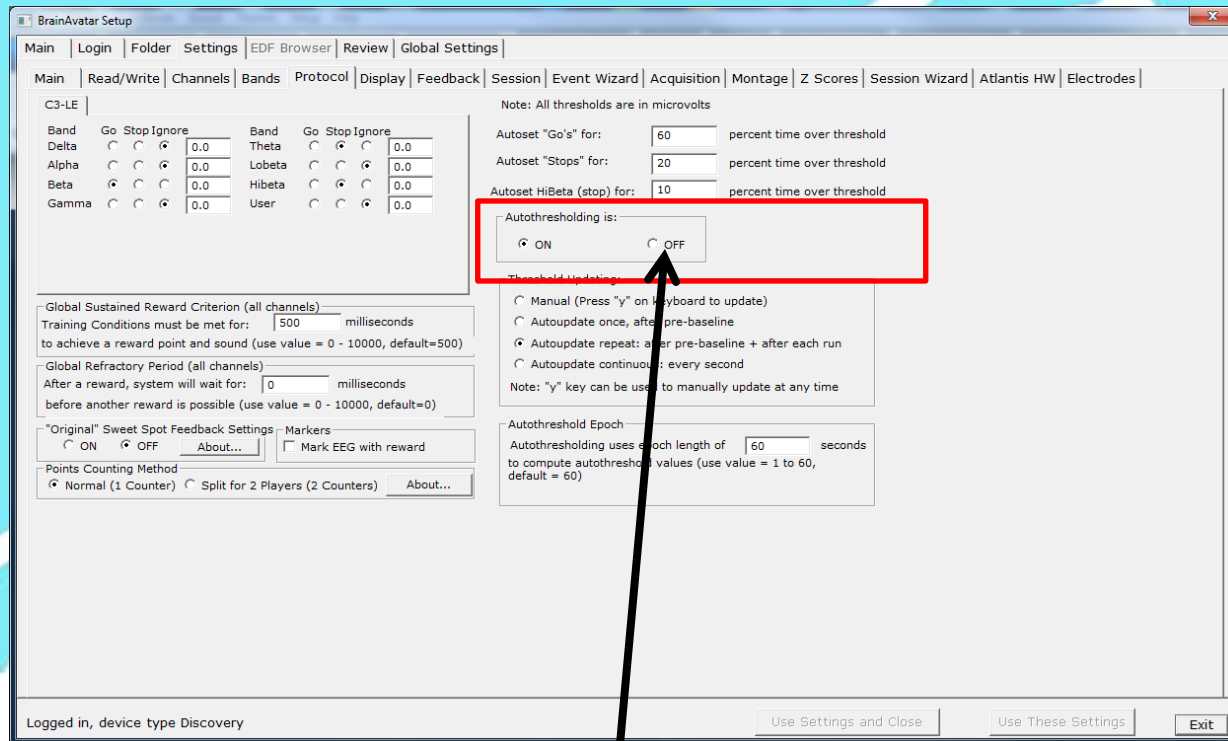 BrainAvatar Setup
Main Login Folder Settings EDF Browser Review Global Settings
Main Read/Write Channels Bands Protocol Display Feedback Session Event Wizard Acquisition Montage Z Scores Session Wizard Atlantis HW Electrodes
C3-LE
Band Go Stop Ignore Band Go Stop Ignore
Delta 0.0 Theta 0.0
Alpha 0.0 Lobeta 0.0
Beta 0.0 Hibeta 0.0
Gamma 0.0 User 0.0
Global Sustained Reward Criterion (all channels)
Training Conditions must be met for: 500 milliseconds
to achieve a reward point and sound (use value = 0 - 10000, default=500)
Global Refractory Period (all channels)
After a reward, system will wait for: 0 milliseconds
before another reward is possible (use value = 0 - 10000, default=0)
"Original" Sweet Spot Feedback Settings Markers
ON OFF About... Mark EEG with reward
Points Counting Method
Normal (1 Counter) Split for 2 Players (2 Counters) About...
Note: All thresholds are in microvolts
Autoset "Go's" for: 60 percent time over threshold
Autoset "Stops" for: 20 percent time over threshold
Autoset HiBeta (stop) for: 10 percent time over threshold
Autothresholding is:
ON OFF
Threshold Updating:
Manual (Press "y" on keyboard to update)
Autoupdate once, after pre-baseline
Autoupdate repeat: after pre-baseline + after each run
Autoupdate continuous: every second
Note: "y" key can be used to manually update at any time
Autothreshold Epoch
Autothresholding uses epoch length of 60 seconds
to compute autothreshold values (use value = 1 to 60,
default = 60)
Logged in, device type Discovery Use Settings and Close Use These Settings Exit